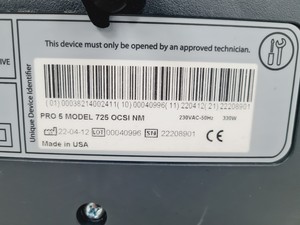 IVE
This device must only be opened by an approved technician.
Unique Device Identifier
(01)00036214002411(10)00040996(11)220412(21)22208901
PRO 5 MODEL 725 OCSI NM 230VAC~50Hz 330W
22-04-12 LOT 00040996 SN 22208901 CE
Made in USA